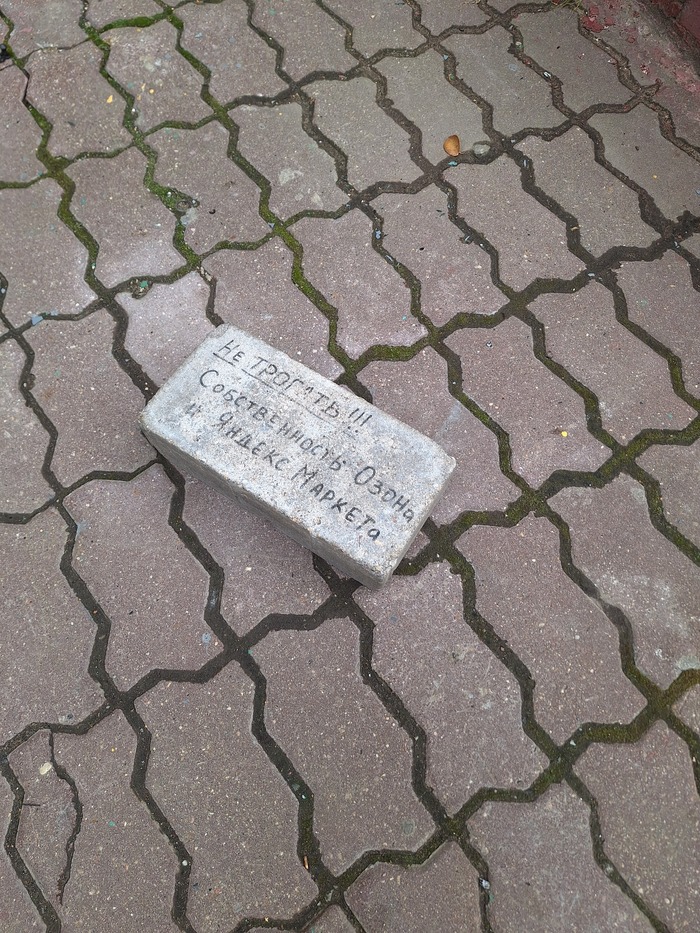 НЕ ТРОГАТЬ!!!
СОБСТВЕННОСТЬ ОЗОНа
и ЯНДЕКС МАРКЕТа